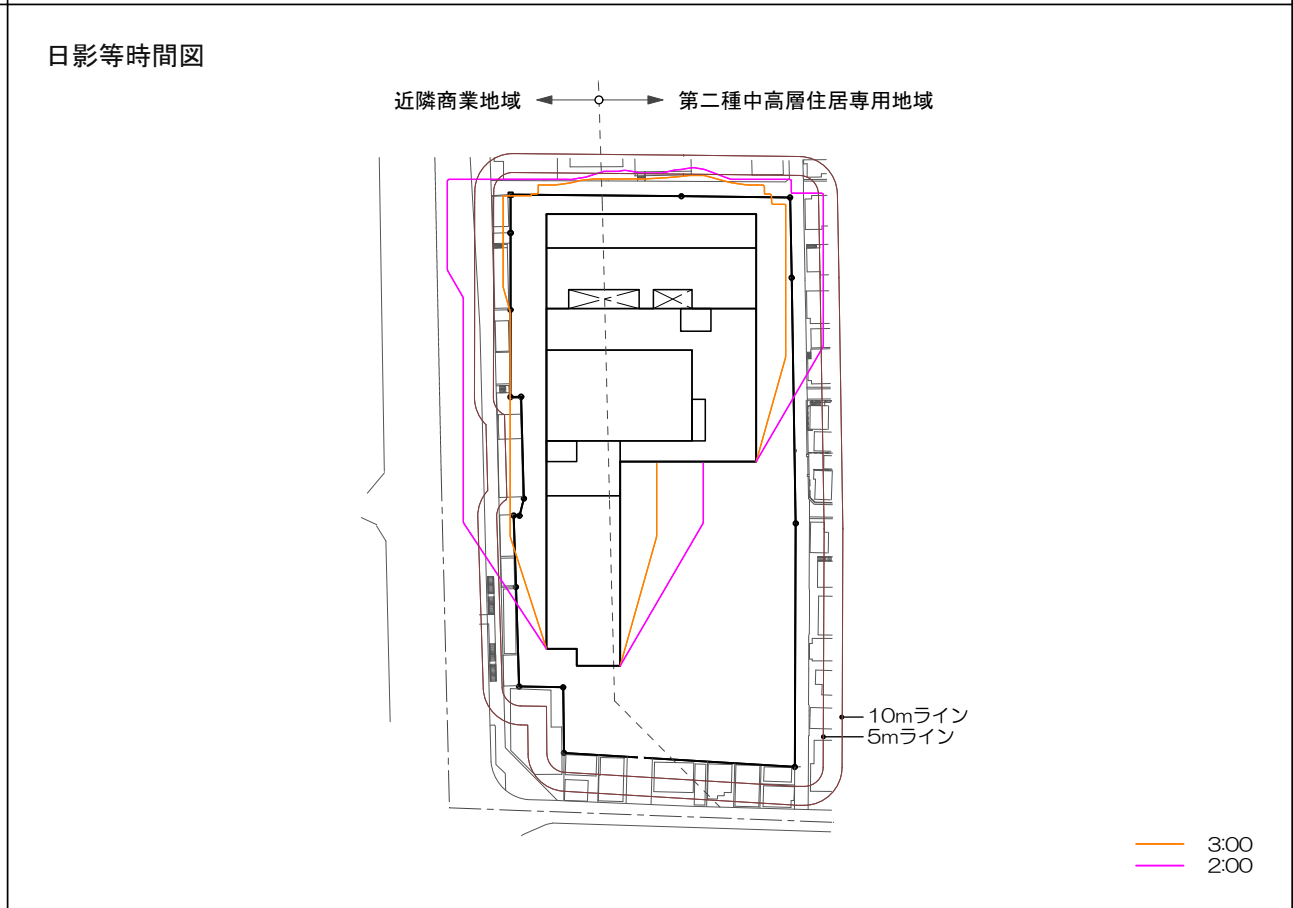 日影等時間図
近隣商業地域
第二種中高層住居専用地域
10mライン
5mライン
3:00
2:00